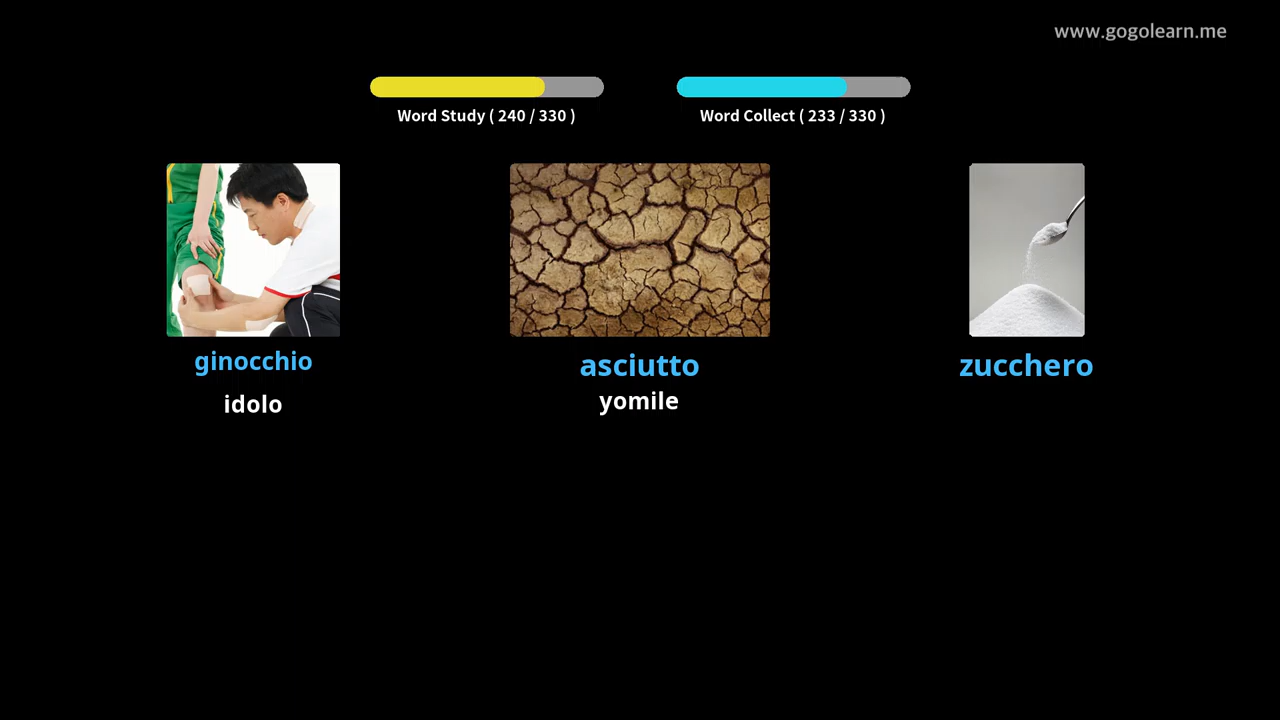 www.gogolearn.me
Word Study ( 240 / 330 )
Word Collect ( 233 / 330 )
ginocchio
asciutto
zucchero
idolo
yomile